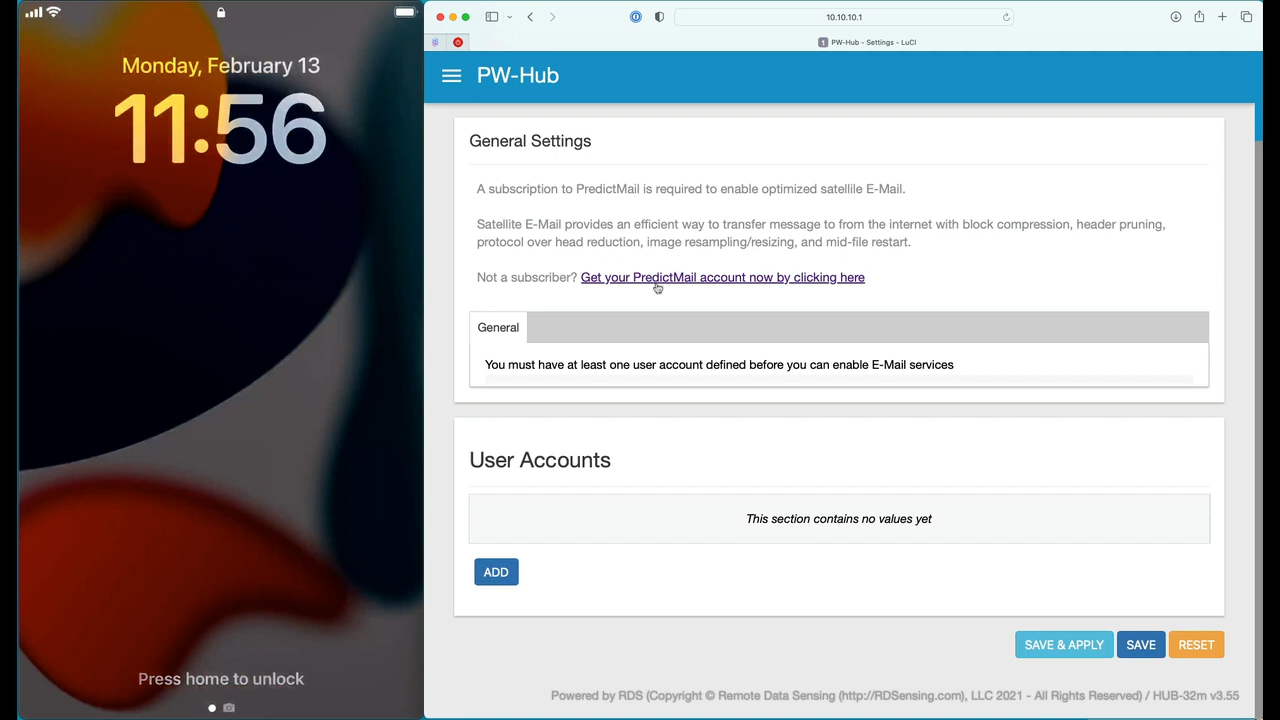 Monday, February 13
11:56
Press home to unlock
10.10.10.1
1 PW-Hub - Settings - LuCI
PW-Hub
General Settings
A subscription to PredictMail is required to enable optimized satellile E-Mail.
Satellite E-Mail provides an efficient way to transfer message to from the internet with block compression, header pruning,
protocol over head reduction, image resampling/resizing, and mid-file restart.
Not a subscriber? Get your PredictMail account now by clicking here
General
You must have at least one user account defined before you can enable E-Mail services
User Accounts
This section contains no values yet
ADD
SAVE & APPLY SAVE RESET
Powered by RDS (Copyright © Remote Data Sensing (http://RDSensing.com), LLC 2021 - All Rights Reserved) / HUB-32m v3.55